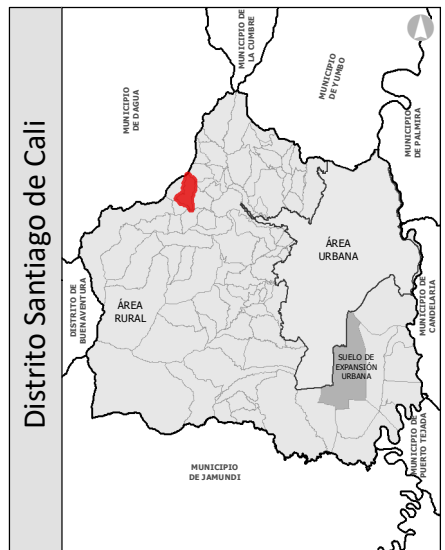 Distrito Santiago de Cali
MUNICIPIO DE
LA CUMBRE
MUNICIPIO
DE YUMBO
MUNICIPIO
DE DAGUA
MUNICIPIO
DE PALMIRA
ÁREA
URBANA
ÁREA
RURAL
DISTRITO DE
BUENAVENTURA
MUNICIPIO DE
CANDELARIA
SUELO DE
EXPANSIÓN
URBANA
MUNICIPIO DE
PUERTO TEJADA
MUNICIPIO
DE JAMUNDI